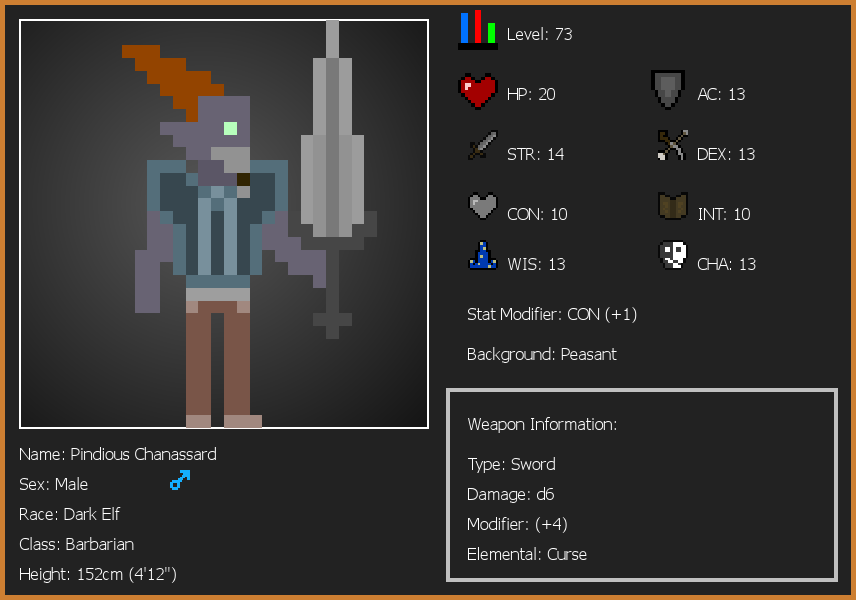 Level: 73
HP: 20
AC: 13
STR: 14
DEX: 13
CON: 10
INT: 10
WIS: 13
CHA: 13
Stat Modifier: CON (+1)
Background: Peasant
Weapon Information:
Type: Sword
Damage: d6
Modifier: (+4)
Elemental: Curse
Name: Pindious Chanassard
Sex: Male
Race: Dark Elf
Class: Barbarian
Height: 152cm (4'12")